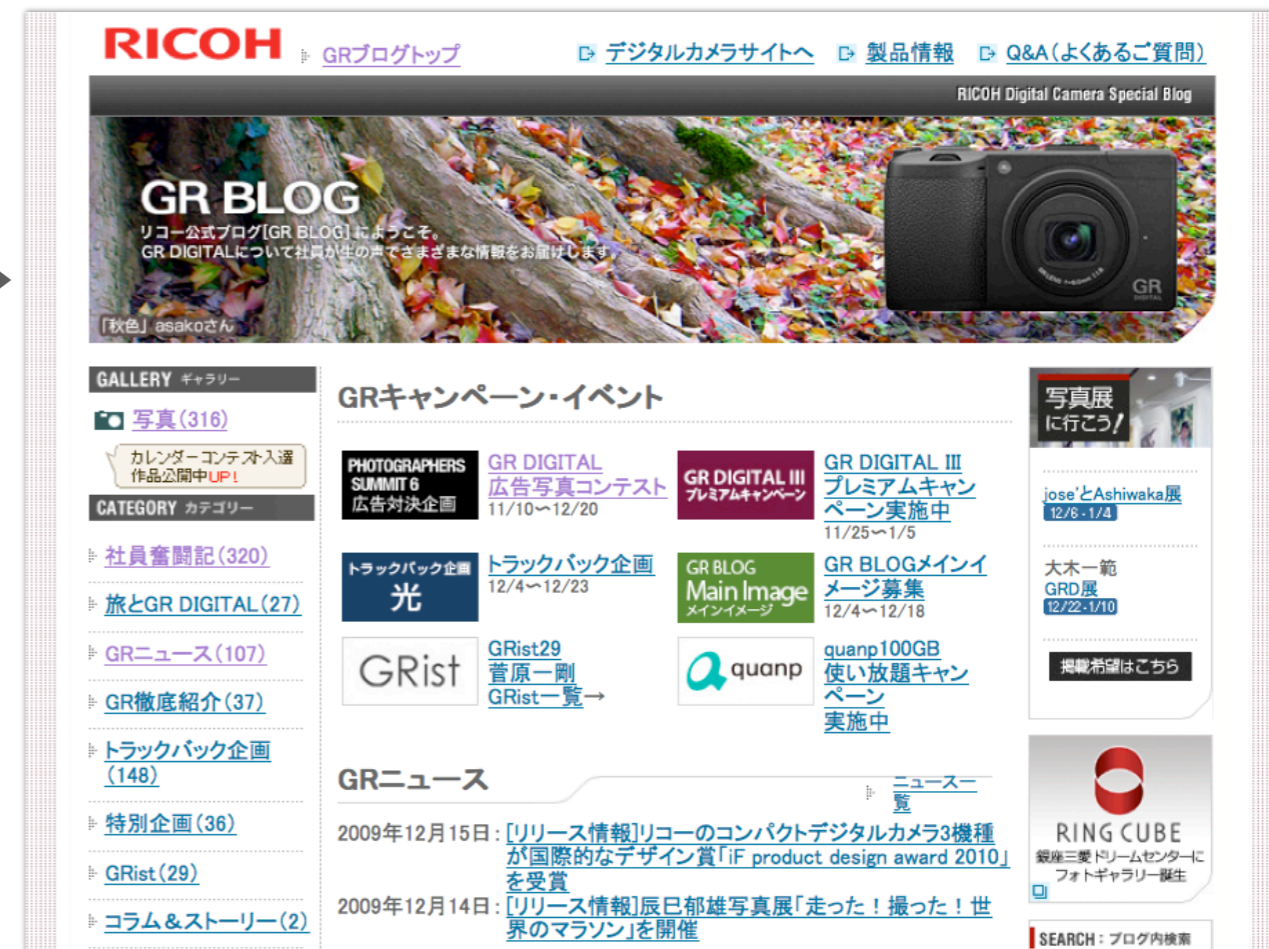 RICOH
GRブログトップ
デジタルカメラサイトへ
製品情報
Q&A(よくあるご質問)
RICOH Digital Camera Special Blog
GR BLOG
リコー公式ブログ[GR BLOG]にようこそ。
GR DIGITALについて社員が生の声でさまざまな情報をお届けします。
「秋色」asakoさん
GR
DIGITAL
GALLERY ギャラリー
写真(316)
カレンダーコンテスト入選
作品公開中UP!
CATEGORY カテゴリー
社員奮闘記(320)
旅とGR DIGITAL(27)
GRニュース(107)
GR徹底紹介(37)
トラックバック企画
(148)
特別企画(36)
GRist(29)
コラム&ストーリー(2)
GRキャンペーン・イベント
PHOTOGRAPHERS
SUMMIT 6
広告対決企画
GR DIGITAL
広告写真コンテスト
11/10～12/20
GR DIGITAL III
プレミアムキャンペーン
GR DIGITAL III
プレミアムキャン
ペーン実施中
11/25～1/5
トラックバック企画
光
トラックバック企画
12/4～12/23
GR BLOG
Main Image
メインイメージ
GR BLOGメインイ
メージ募集
12/4～12/18
GRist
GRist29
菅原一剛
GRist一覧→
quanp
quanp100GB
使い放題キャン
ペーン
実施中
GRニュース
ニュース一
覧
2009年12月15日:[リリース情報]リコーのコンパクトデジタルカメラ3機種
が国際的なデザイン賞「iF product design award 2010」
を受賞
2009年12月14日:[リリース情報]辰巳郁雄写真展「走った！撮った！世
界のマラソン」を開催
写真展
に行こう!
jose'とAshiwaka展
12/6-1/4
大木一範
GRD展
12/22-1/10
掲載希望はこちら
RING CUBE
銀座三愛ドリームセンターに
フォトギャラリー誕生
SEARCH:ブログ内検索